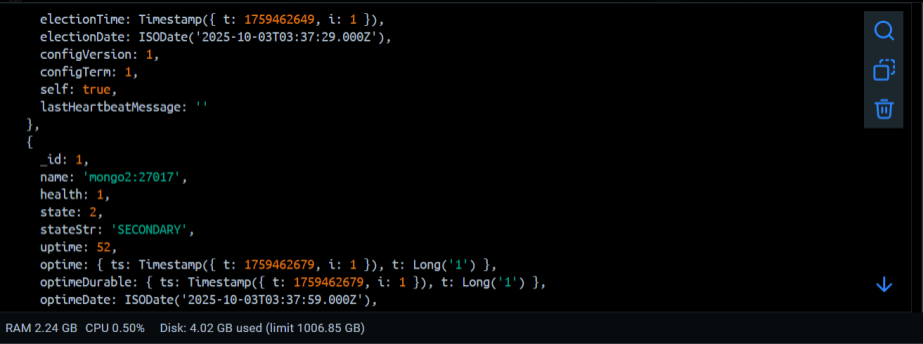 electionTime: Timestamp({ t: 1759462649, i: 1 }),
electionDate: ISODate('2025-10-03T03:37:29.000Z'),
configVersion: 1,
configTerm: 1,
self: true,
lastHeartbeatMessage: ''
},
{
_id: 1,
name: 'mongo2:27017',
health: 1,
state: 2,
stateStr: 'SECONDARY',
uptime: 52,
optime: { ts: Timestamp({ t: 1759462679, i: 1 }), t: Long('1') },
optimeDurable: { ts: Timestamp({ t: 1759462679, i: 1 }), t: Long('1') },
optimeDate: ISODate('2025-10-03T03:37:59.000Z'),
RAM 2.24 GB CPU 0.50% Disk: 4.02 GB used (limit 1006.85 GB)